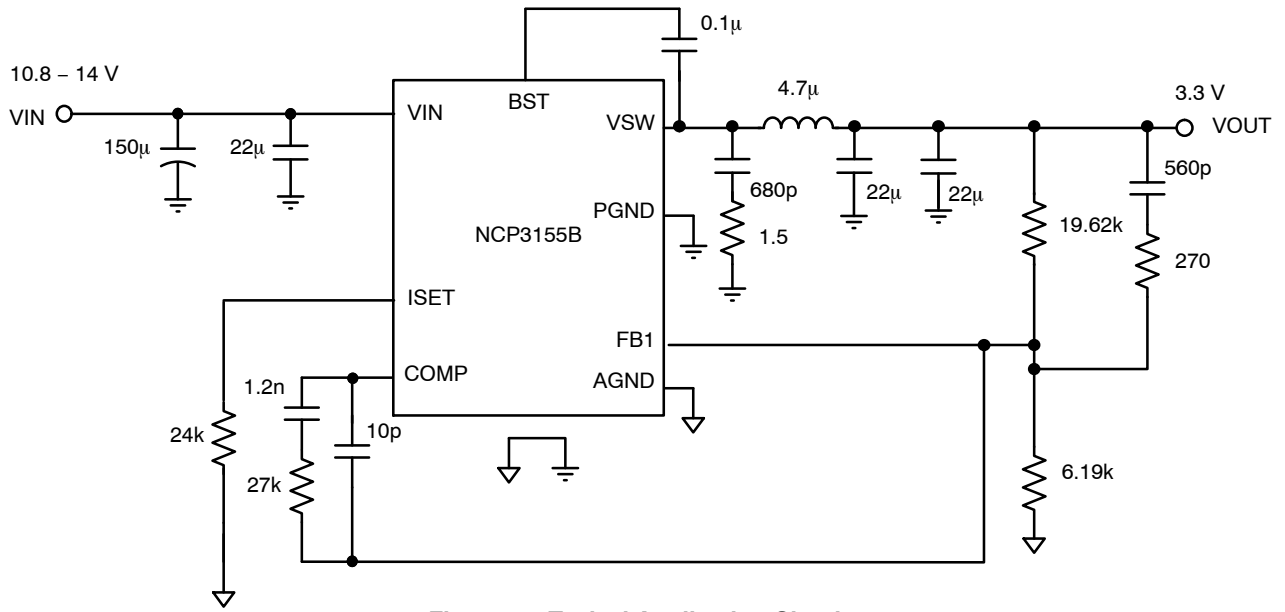 0.1μ
10.8 – 14 V
4.7μ
3.3 V
VIN
VIN
BST
VSW
VOUT
150μ
22μ
560p
680p
22μ
22μ
PGND
19.62k
NCP3155B
1.5
270
ISET
FB1
COMP
AGND
1.2n
24k
10p
27k
6.19k